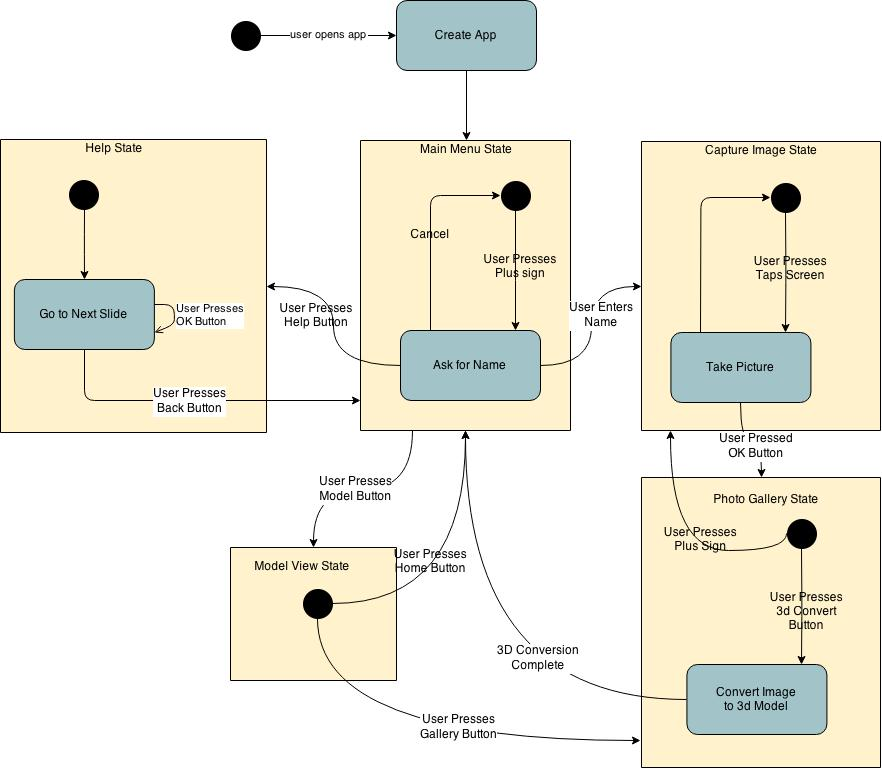 user opens app
Create App
Help State
Main Menu State
Capture Image State
Cancel
User Presses
Plus sign
User Presses
Taps Screen
Go to Next Slide
User Presses
OK Button
User Presses
Help Button
User Enters
Name
Ask for Name
Take Picture
User Presses
Back Button
User Pressed
OK Button
User Presses
Model Button
Photo Gallery State
User Presses
Plus Sign
Model View State
User Presses
Home Button
User Presses
3d Convert
Button
3D Conversion
Complete
Convert Image
to 3d Model
User Presses
Gallery Button